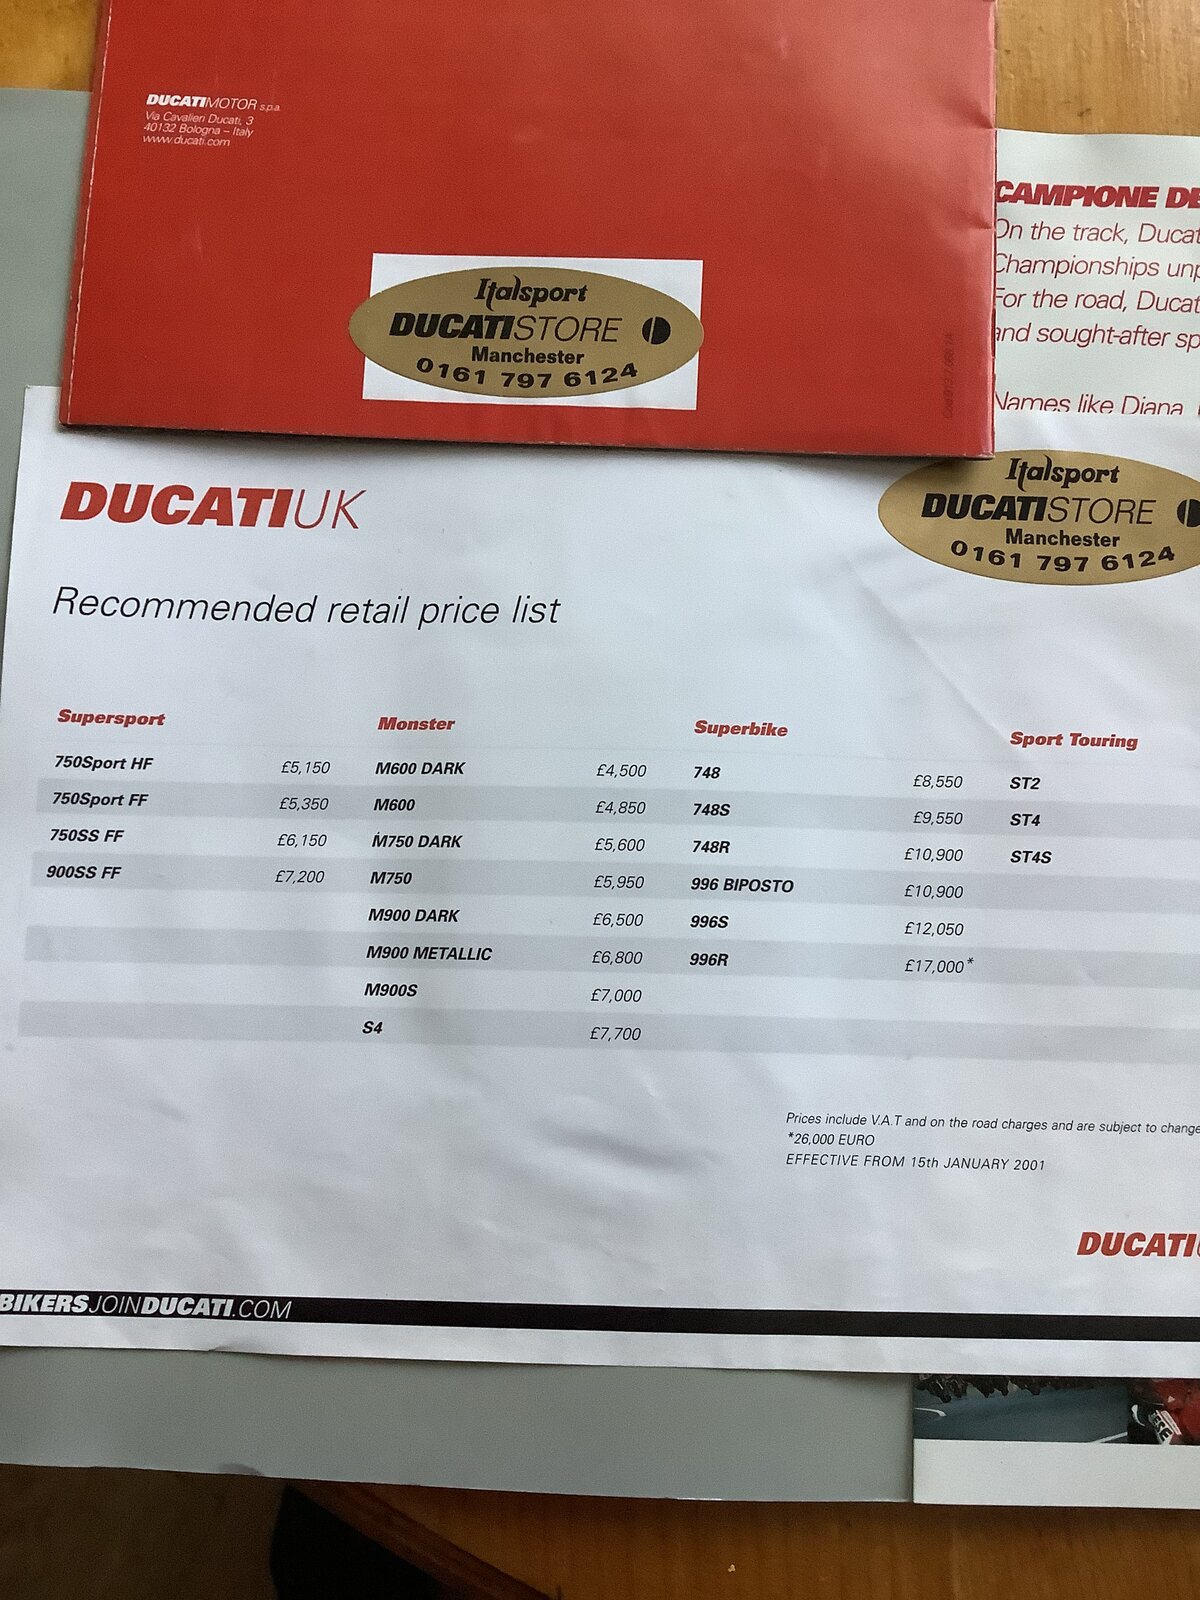 DUCATIMOTOR s.p.a.
Via Cavalieri Ducati, 3
40132 Bologna – Italy
www.ducati.com
Italsport
DUCATISTORE
Manchester
0161 797 6124
CAMPIONE DE
On the track, Ducat
Championships unp
For the road, Ducat
and sought-after sp
Names like Diana,
Italsport
DUCATISTORE
Manchester
0161 797 6124
DUCATIUK
Recommended retail price list
Supersport Monster Superbike Sport Touring
750Sport HF £5,150 M600 DARK £4,500 748 £8,550 ST2
750Sport FF £5,350 M600 £4,850 748S £9,550 ST4
750SS FF £6,150 M750 DARK £5,600 748R £10,900 ST4S
900SS FF £7,200 M750 £5,950 996 BIPOSTO £10,900
M900 DARK £6,500 996S £12,050
M900 METALLIC £6,800 996R £17,000*
M900S £7,000
S4 £7,700
Prices include V.A.T and on the road charges and are subject to change
*26,000 EURO
EFFECTIVE FROM 15th JANUARY 2001
DUCATI
BIKERSJOINDUCATI.COM